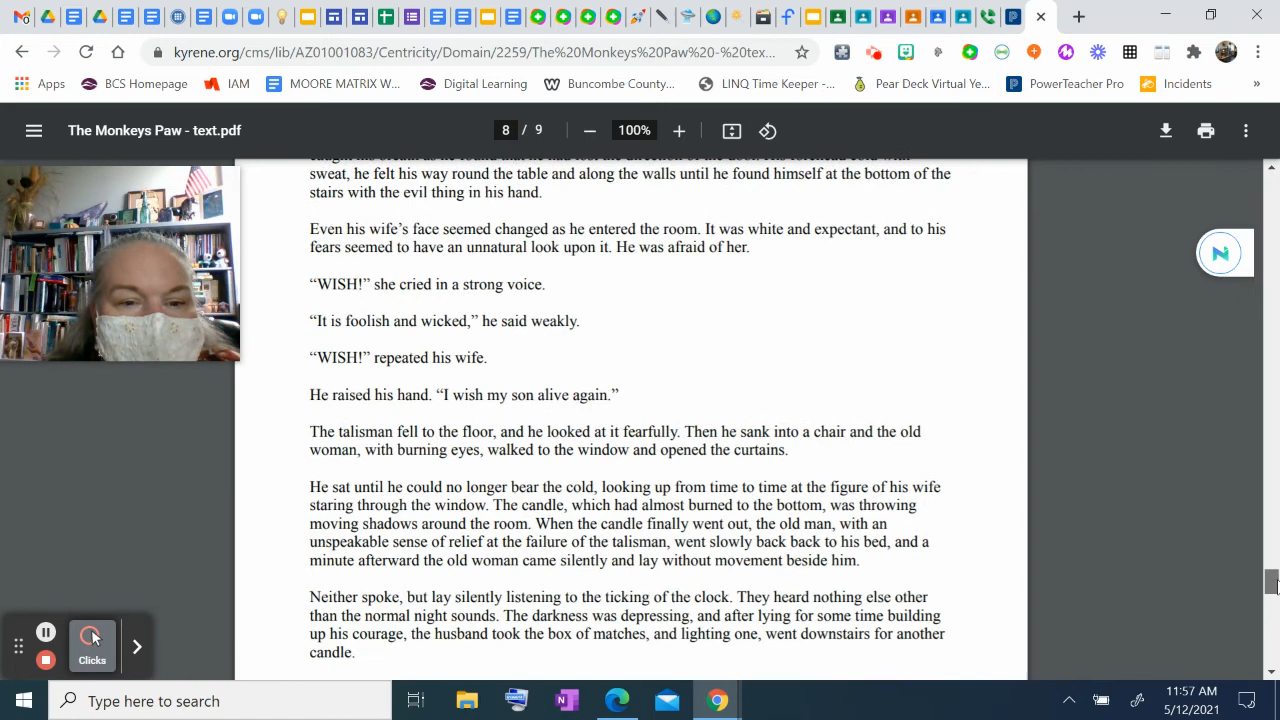 kyrene.org/cms/lib/AZ01001083/Centricity/Domain/2259/The%20Monkeys%20Paw%20-%20tex...
Apps BCS Homepage IAM MOORE MATRIX W... Digital Learning Buncombe County... LINQ Time Keeper -... Pear Deck Virtual Ye... PowerTeacher Pro Incidents »
The Monkeys Paw - text.pdf 8 / 9 100%
sweat, he felt his way round the table and along the walls until he found himself at the bottom of the
stairs with the evil thing in his hand.
Even his wife’s face seemed changed as he entered the room. It was white and expectant, and to his
fears seemed to have an unnatural look upon it. He was afraid of her.
“WISH!” she cried in a strong voice.
“It is foolish and wicked,” he said weakly.
“WISH!” repeated his wife.
He raised his hand. “I wish my son alive again.”
The talisman fell to the floor, and he looked at it fearfully. Then he sank into a chair and the old
woman, with burning eyes, walked to the window and opened the curtains.
He sat until he could no longer bear the cold, looking up from time to time at the figure of his wife
staring through the window. The candle, which had almost burned to the bottom, was throwing
moving shadows around the room. When the candle finally went out, the old man, with an
unspeakable sense of relief at the failure of the talisman, went slowly back back to his bed, and a
minute afterward the old woman came silently and lay without movement beside him.
Neither spoke, but lay silently listening to the ticking of the clock. They heard nothing else other
than the normal night sounds. The darkness was depressing, and after lying for some time building
up his courage, the husband took the box of matches, and lighting one, went downstairs for another
candle.
Clicks
Type here to search
11:57 AM
5/12/2021